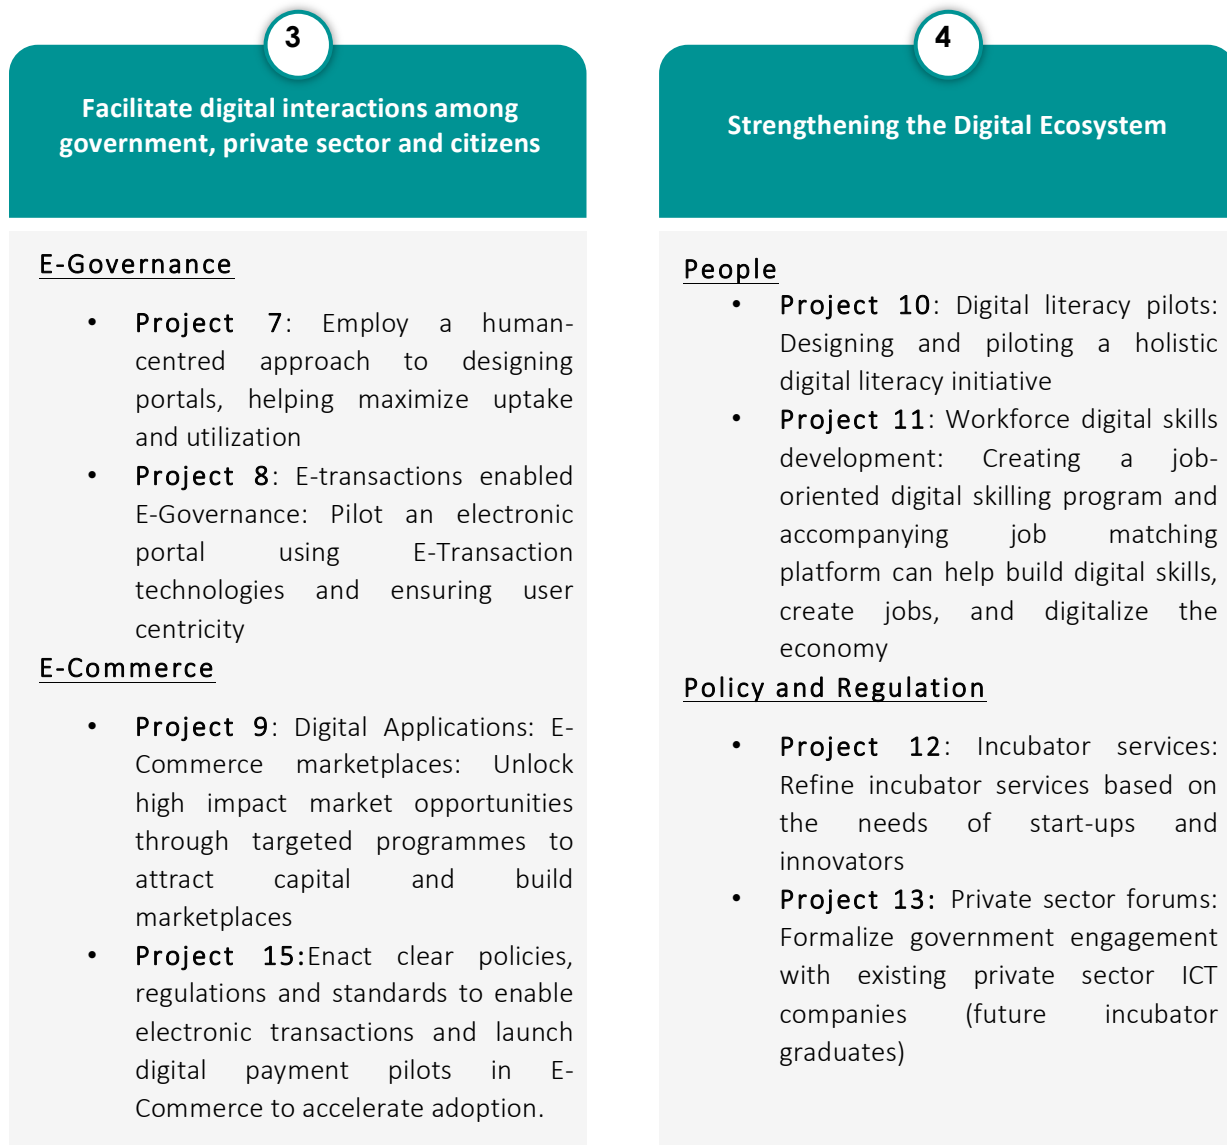 3
Facilitate digital interactions among
government, private sector and citizens
E-Governance
• Project 7: Employ a human-
centred approach to designing
portals, helping maximize uptake
and utilization
• Project 8: E-transactions enabled
E-Governance: Pilot an electronic
portal using E-Transaction
technologies and ensuring user
centricity
E-Commerce
• Project 9: Digital Applications: E-
Commerce marketplaces: Unlock
high impact market opportunities
through targeted programmes to
attract capital and build
marketplaces
• Project 15:Enact clear policies,
regulations and standards to enable
electronic transactions and launch
digital payment pilots in E-
Commerce to accelerate adoption.
4
Strengthening the Digital Ecosystem
People
• Project 10: Digital literacy pilots:
Designing and piloting a holistic
digital literacy initiative
• Project 11: Workforce digital skills
development: Creating a job-
oriented digital skilling program and
accompanying job matching
platform can help build digital skills,
create jobs, and digitalize the
economy
Policy and Regulation
• Project 12: Incubator services:
Refine incubator services based on
the needs of start-ups and
innovators
• Project 13: Private sector forums:
Formalize government engagement
with existing private sector ICT
companies (future incubator
graduates)